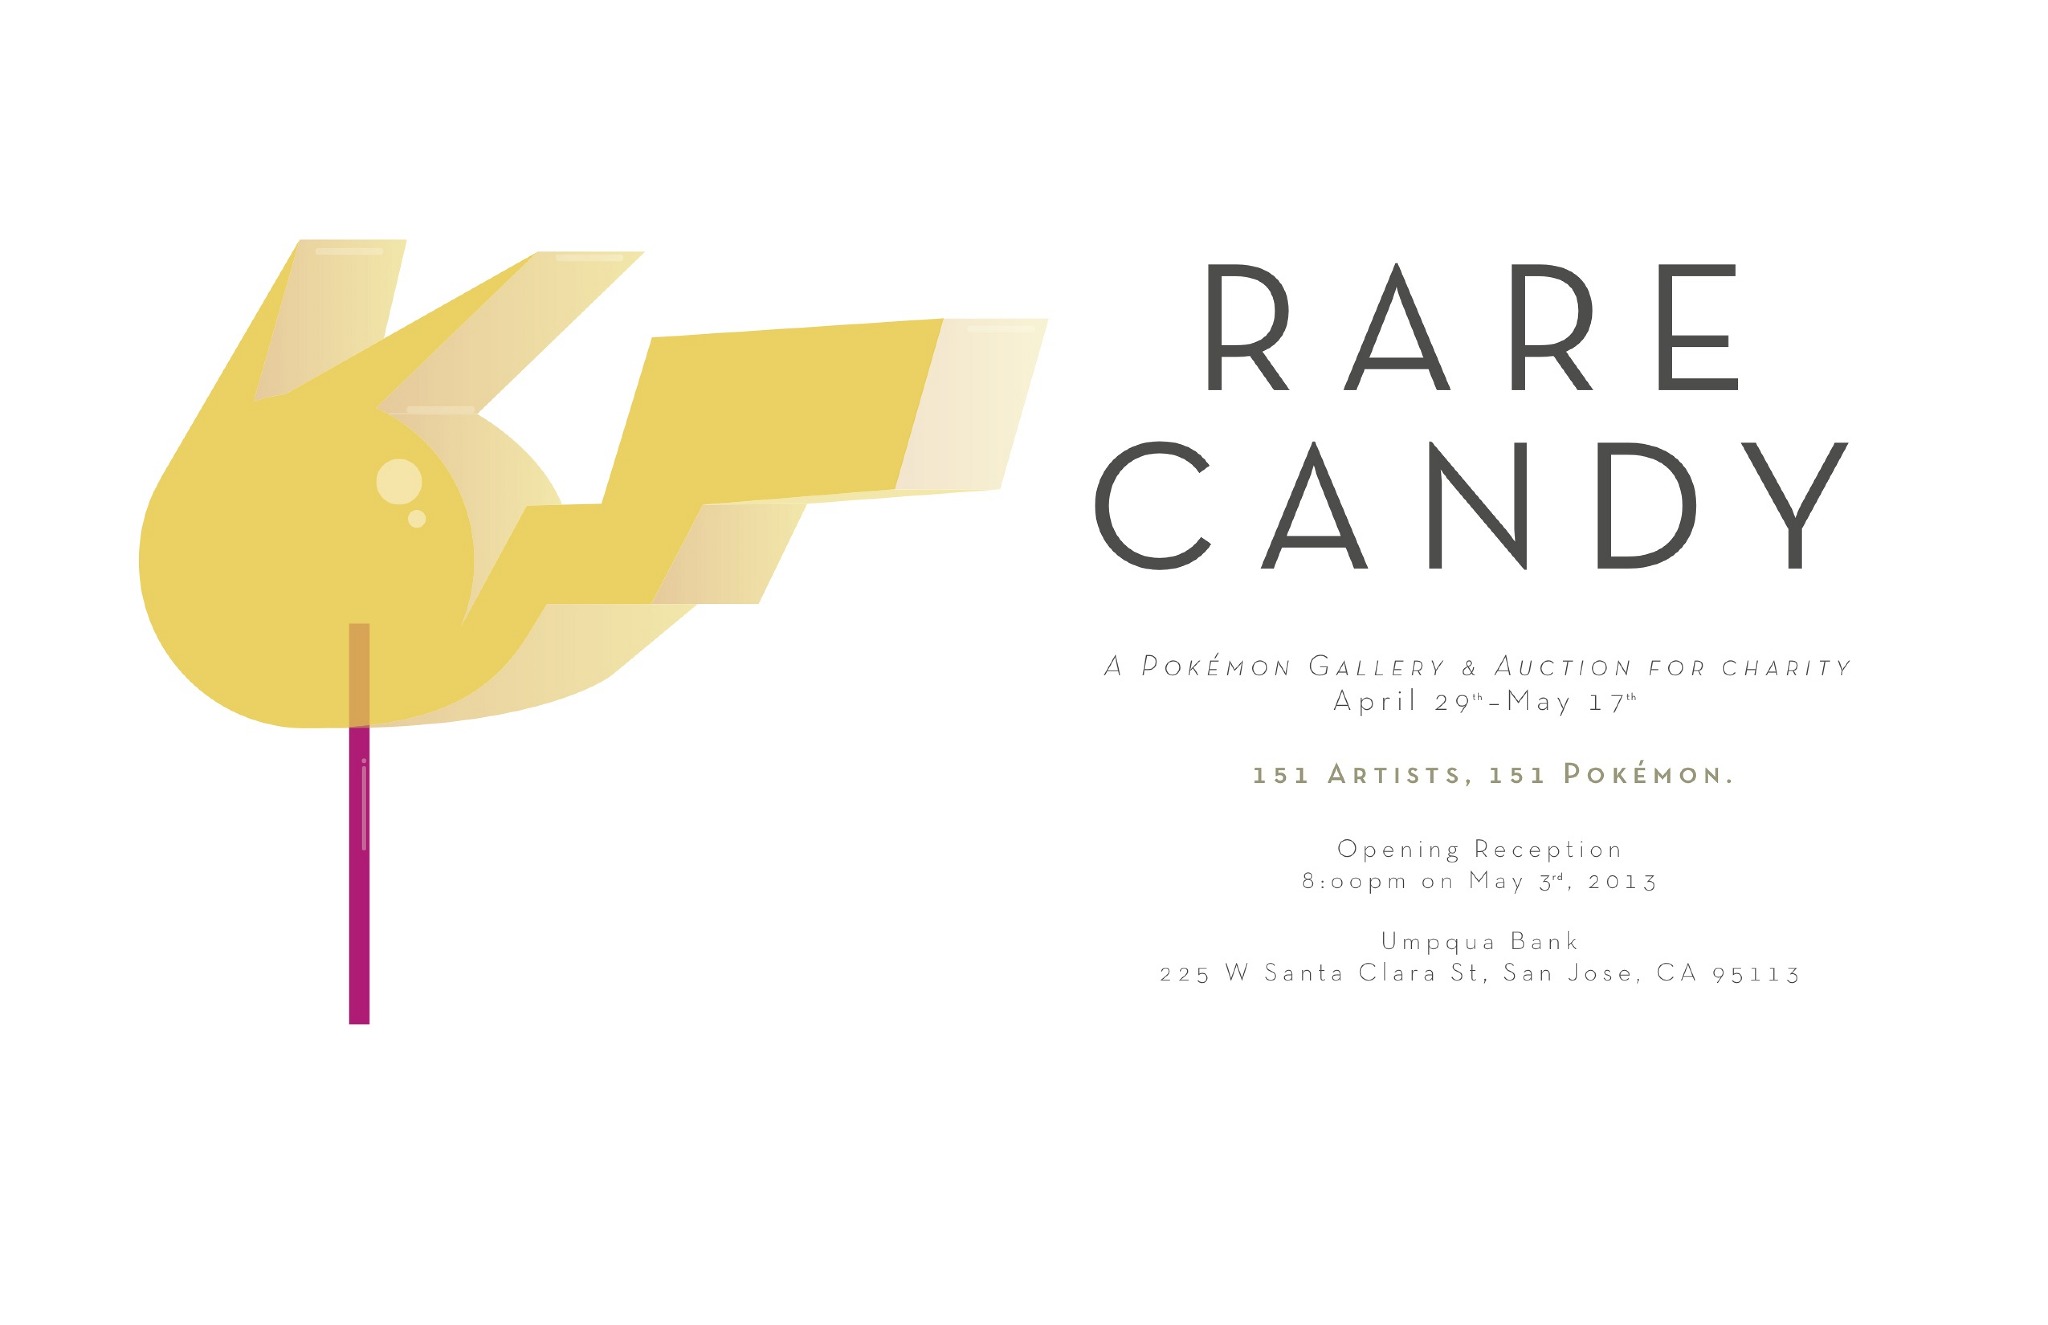 RARE
CANDY
A Pokémon Gallery & Auction for charity
April 29th–May 17th
151 Artists, 151 Pokémon.
Opening Reception
8:00pm on May 3rd, 2013
Umpqua Bank
225 W Santa Clara St, San Jose, CA 95113